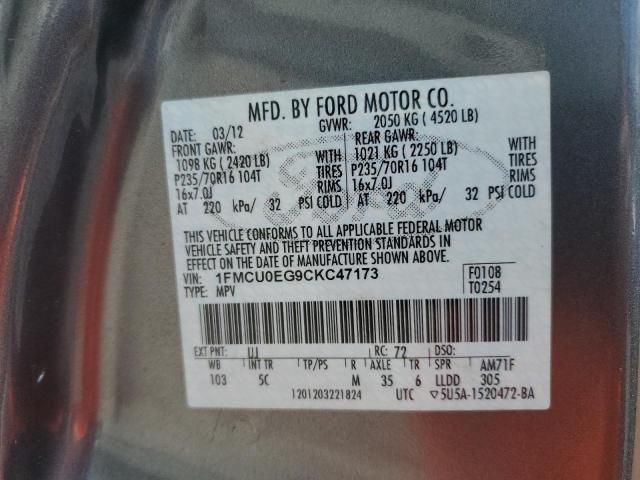 MFD. BY FORD MOTOR CO.
DATE: 03/12 GVWR: 2050 KG ( 4520 LB)
FRONT GAWR: REAR GAWR:
1098 KG ( 2420 LB) WITH 1021 KG ( 2250 LB) WITH
P235/70R16 104T TIRES P235/70R16 104T TIRES
16x7.0J RIMS 16x7.0J RIMS
AT 220 kPa/ 32 PSI COLD AT 220 kPa/ 32 PSI COLD
THIS VEHICLE CONFORMS TO ALL APPLICABLE FEDERAL MOTOR
VEHICLE SAFETY AND THEFT PREVENTION STANDARDS IN
EFFECT ON THE DATE OF MANUFACTURE SHOWN ABOVE.
VIN: 1FMCU0EG9CKC47173 F0108
TYPE: MPV T0254
EXT PNT: UJ RC: 72 DSO:
WB INT TR TP/PS R AXLE TR SPR AM71F
103 5C M 35 6 LLDD 305
1201203221824 UTC ▽5U5A-1520472-BA